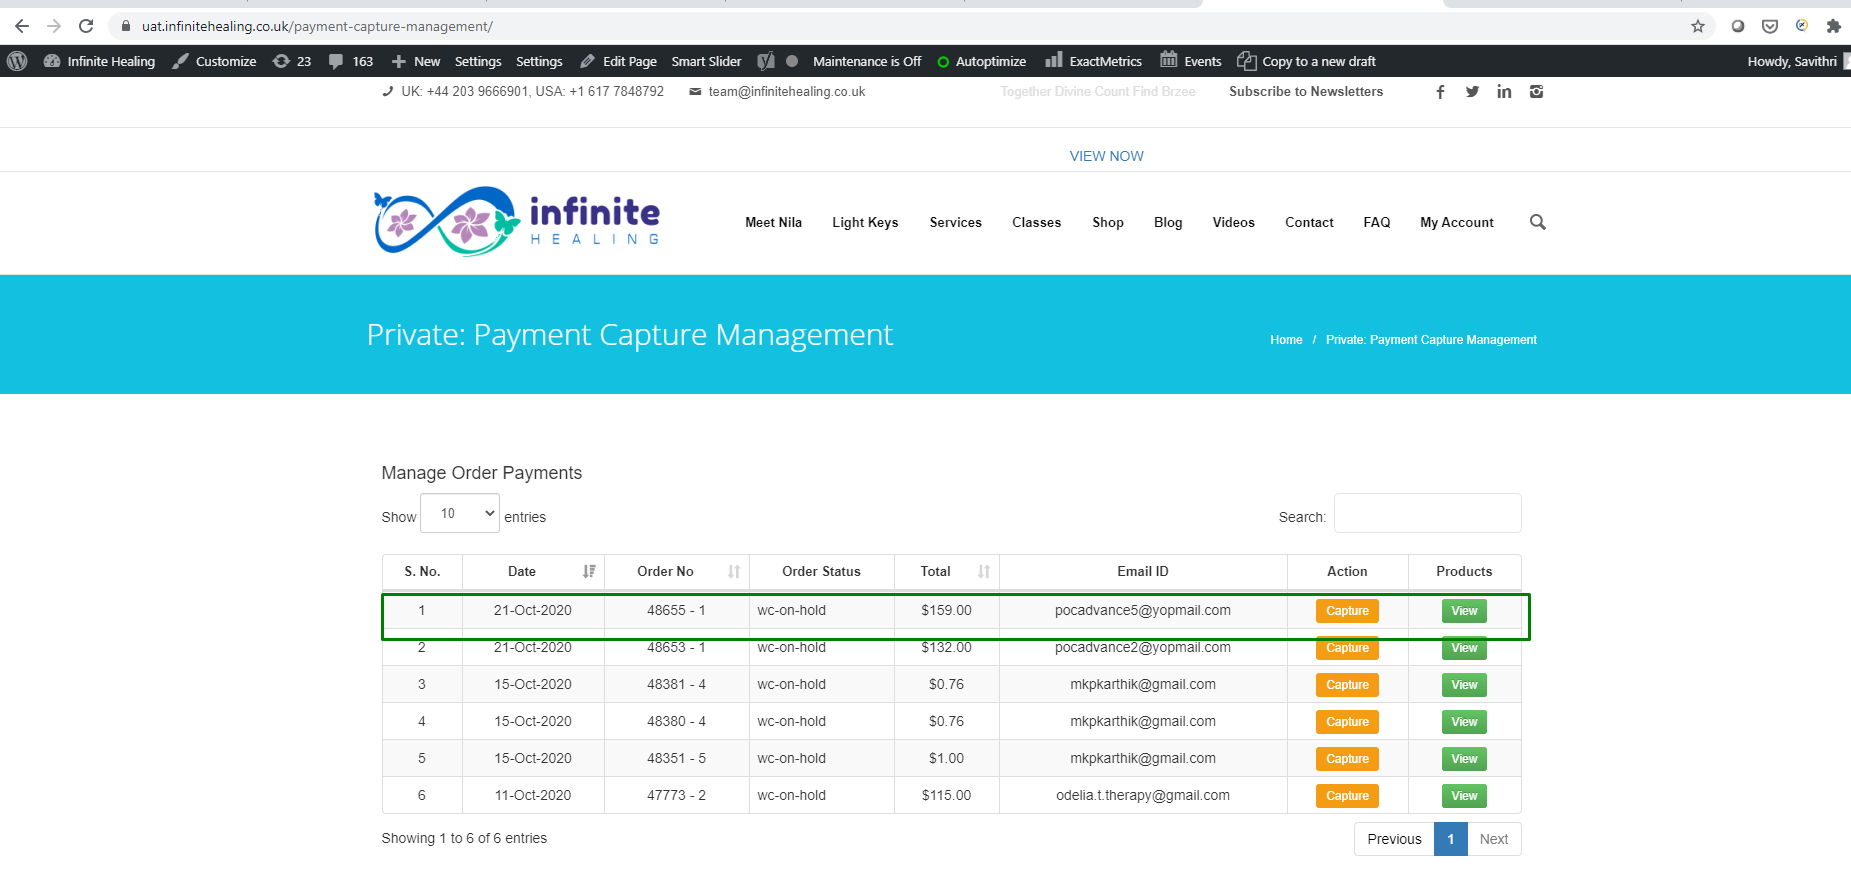 uat.infinitehealing.co.uk/payment-capture-management/
Infinite Healing Customize 23 163 New Settings Settings Edit Page Smart Slider Maintenance is Off Autoptimize ExactMetrics Events Copy to a new draft Howdy, Savithri
UK: +44 203 9666901, USA: +1 617 7848792 team@infinitehealing.co.uk Together Divine Count Find Brzee Subscribe to Newsletters
VIEW NOW
infinite
HEALING
Meet Nila Light Keys Services Classes Shop Blog Videos Contact FAQ My Account
Private: Payment Capture Management
Home / Private: Payment Capture Management
Manage Order Payments
Show 10 entries Search:
S. No. Date Order No Order Status Total Email ID Action Products
1 21-Oct-2020 48655 - 1 wc-on-hold $159.00 pocadvance5@yopmail.com Capture View
2 21-Oct-2020 48653 - 1 wc-on-hold $132.00 pocadvance2@yopmail.com Capture View
3 15-Oct-2020 48381 - 4 wc-on-hold $0.76 mkpkarthik@gmail.com Capture View
4 15-Oct-2020 48380 - 4 wc-on-hold $0.76 mkpkarthik@gmail.com Capture View
5 15-Oct-2020 48351 - 5 wc-on-hold $1.00 mkpkarthik@gmail.com Capture View
6 11-Oct-2020 47773 - 2 wc-on-hold $115.00 odelia.t.therapy@gmail.com Capture View
Showing 1 to 6 of 6 entries Previous 1 Next